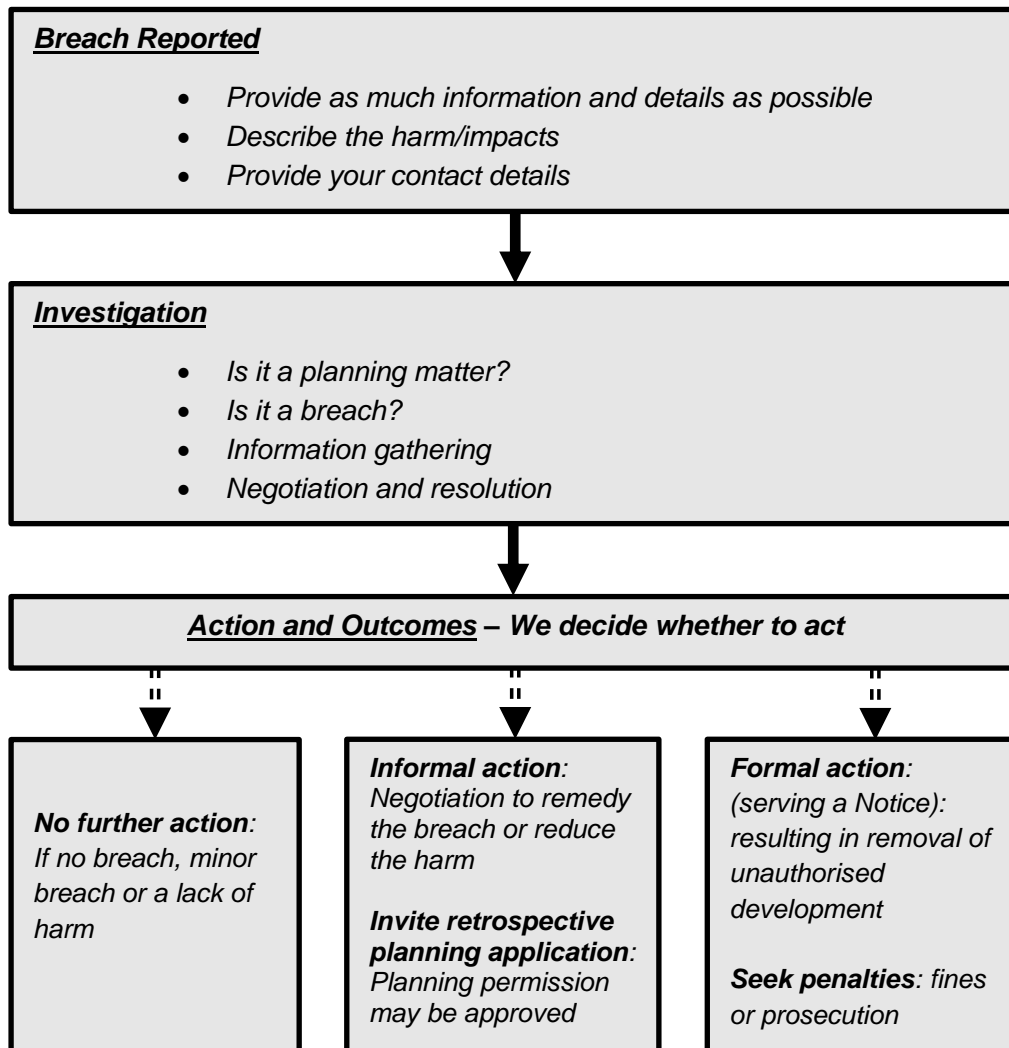 Breach Reported
• Provide as much information and details as possible
• Describe the harm/impacts
• Provide your contact details
Investigation
• Is it a planning matter?
• Is it a breach?
• Information gathering
• Negotiation and resolution
Action and Outcomes – We decide whether to act
No further action:
If no breach, minor
breach or a lack of
harm
Informal action:
Negotiation to remedy
the breach or reduce
the harm
Invite retrospective
planning application:
Planning permission
may be approved
Formal action:
(serving a Notice):
resulting in removal of
unauthorised
development
Seek penalties: fines
or prosecution